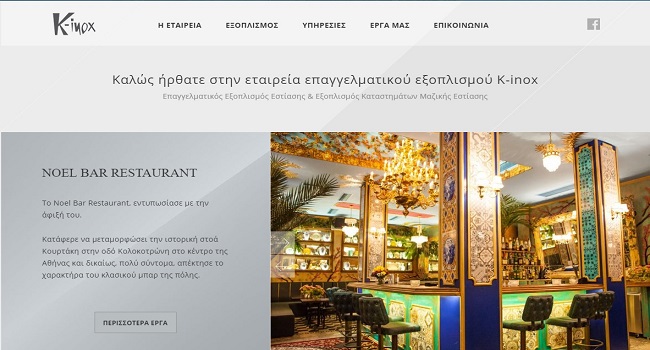 K-inox
Η ΕΤΑΙΡΕΙΑ ΕΞΟΠΛΙΣΜΟΣ ΥΠΗΡΕΣΙΕΣ ΕΡΓΑ ΜΑΣ ΕΠΙΚΟΙΝΩΝΙΑ
Καλώς ήρθατε στην εταιρεία επαγγελματικού εξοπλισμού K-inox
Επαγγελματικός Εξοπλισμός Εστίασης & Εξοπλισμός Καταστημάτων Μαζικής Εστίασης
NOEL BAR RESTAURANT
Το Noel Bar Restaurant. εντυπωσίασε με την
άφιξή του.
Κατάφερε να μεταμορφώσει την ιστορική στοά
Κουρτάκη στην οδό Κολοκοτρώνη στο κέντρο της
Αθήνας και δικαίως, πολύ σύντομα, απέκτησε το
χαρακτήρα του κλασικού μπαρ της πόλης.
ΠΕΡΙΣΣΟΤΕΡΑ ΕΡΓΑ